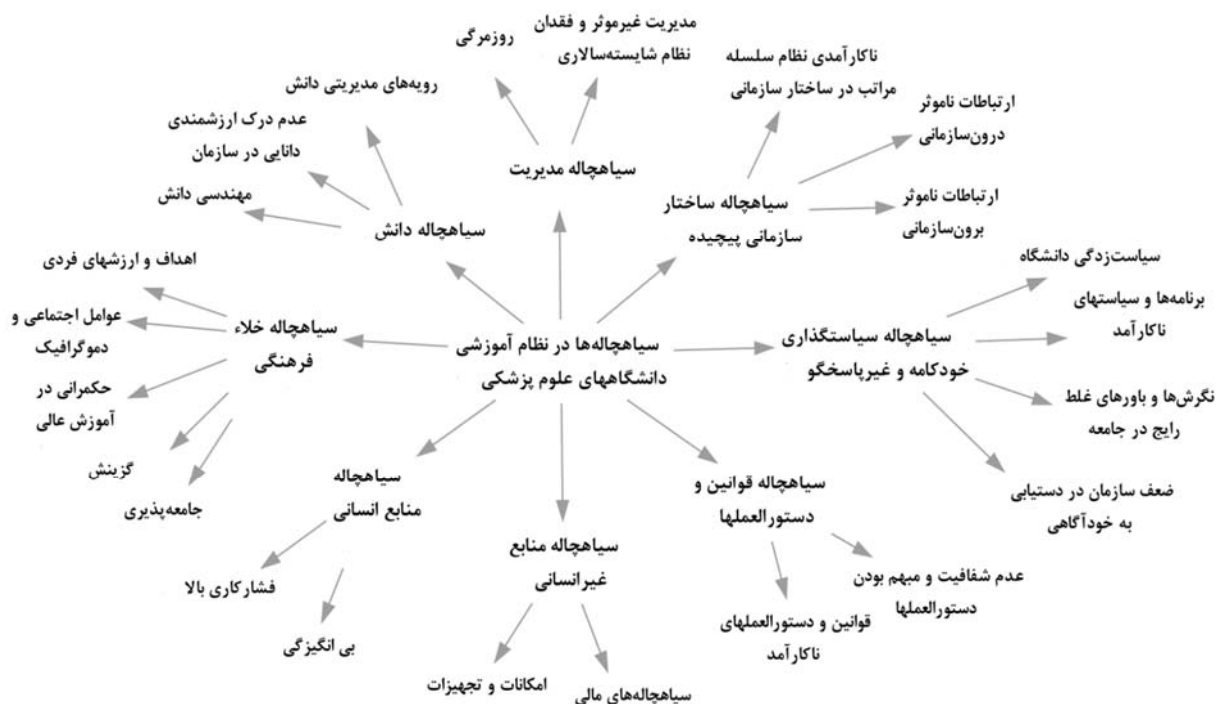 سیاهچاله‌ها در نظام آموزشی
دانشگاههای علوم پزشکی
سیاهچاله مدیریت
مدیریت غیرموثر و فقدان
نظام شایسته‌سالاری
روزمرگی
سیاهچاله ساختار
سازمانی پیچیده
ناکارآمدی نظام سلسله
مراتب در ساختار سازمانی
ارتباطات ناموثر
درون‌سازمانی
ارتباطات ناموثر
برون‌سازمانی
سیاهچاله سیاستگذاری
خودکامه و غیرپاسخگو
سیاست‌زدگی دانشگاه
برنامه‌ها و سیاستهای
ناکارآمد
نگرش‌ها و باورهای غلط
رایج در جامعه
ضعف سازمان در دستیابی
به خودآگاهی
سیاهچاله قوانین و
دستورالعملها
عدم شفافیت و مبهم بودن
دستورالعملها
قوانین و دستورالعملهای
ناکارآمد
سیاهچاله منابع
غیرانسانی
سیاهچاله‌های مالی
امکانات و تجهیزات
سیاهچاله
منابع انسانی
بی انگیزگی
فشارکاری بالا
سیاهچاله خلاء
فرهنگی
اهداف و ارزشهای فردی
عوامل اجتماعی و
دموگرافیک
حکمرانی در
آموزش عالی
گزینش
جامعه‌پذیری
سیاهچاله دانش
رویه‌های مدیریتی دانش
عدم درک ارزشمندی
دانایی در سازمان
مهندسی دانش